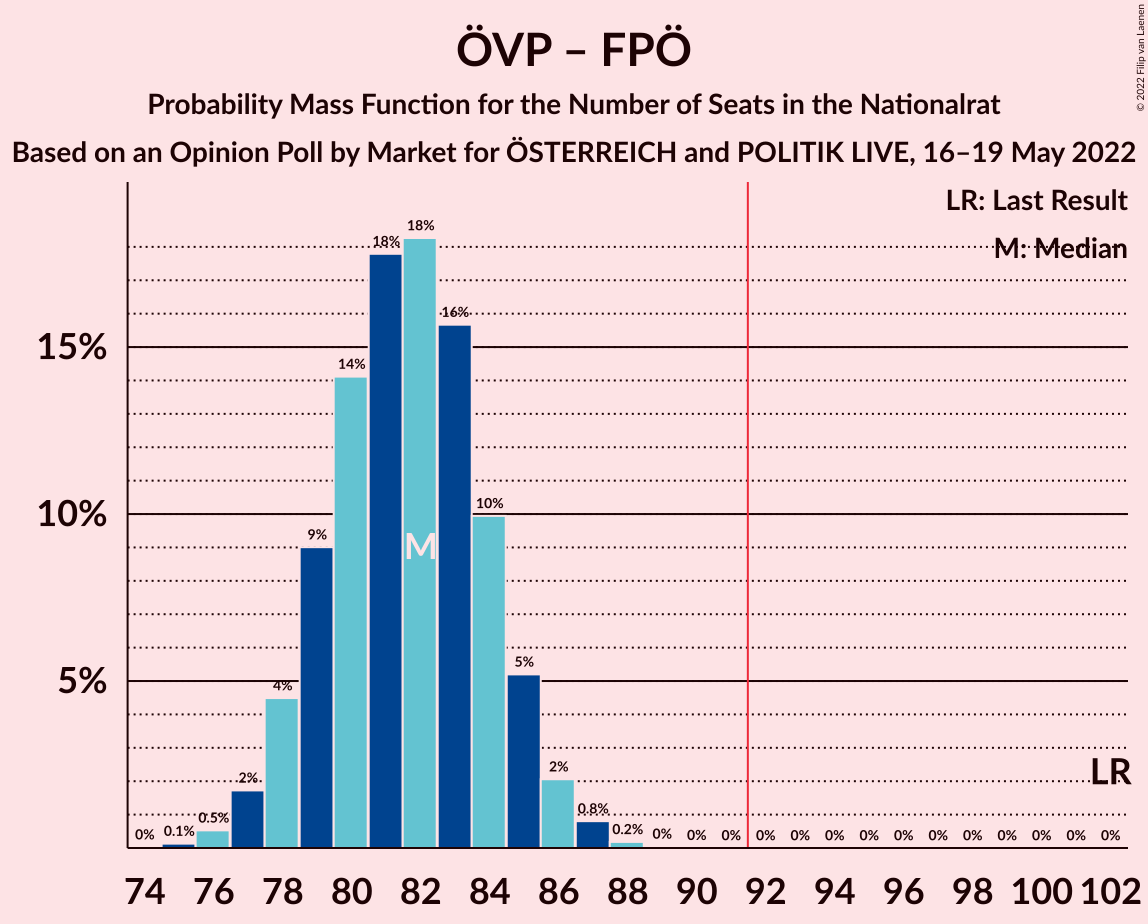 ÖVP – FPÖ
Probability Mass Function for the Number of Seats in the Nationalrat
Based on an Opinion Poll by Market for ÖSTERREICH and POLITIK LIVE, 16–19 May 2022
© 2022 Filip van Laenen
LR: Last Result
M: Median
15%
10%
5%
0% 0.1% 0.5% 2% 4% 9% 14% 18% 18% 16% 10% 5% 2% 0.8% 0.2% 0% 0% 0% 0% 0% 0% 0% 0% 0% 0% 0% 0% 0% 0%
M
LR
74 76 78 80 82 84 86 88 90 92 94 96 98 100 102